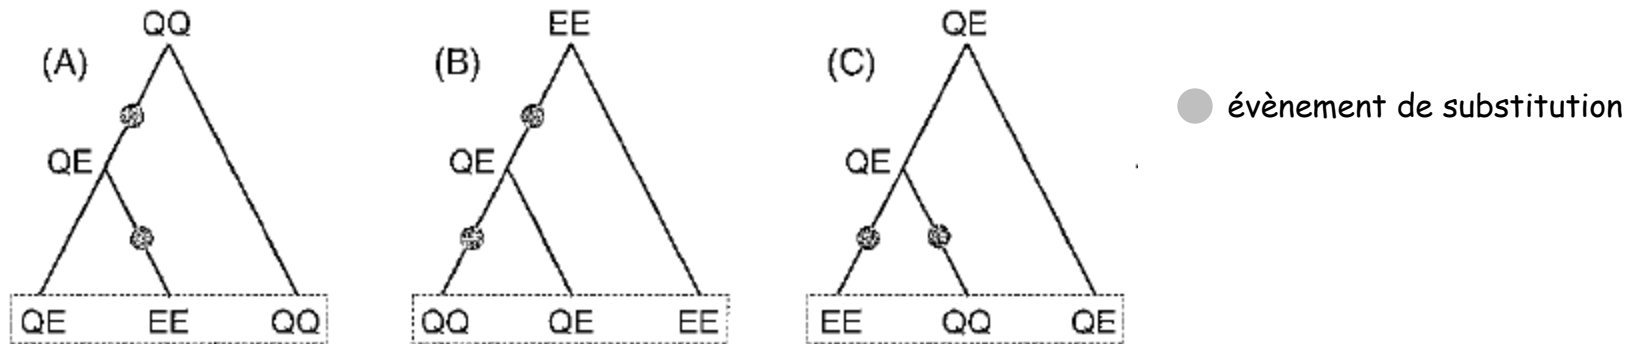 QQ EE QE
(A) (B) (C)
évènement de substitution
QE QE QE
QE EE QQ QQ QE EE EE QQ QE